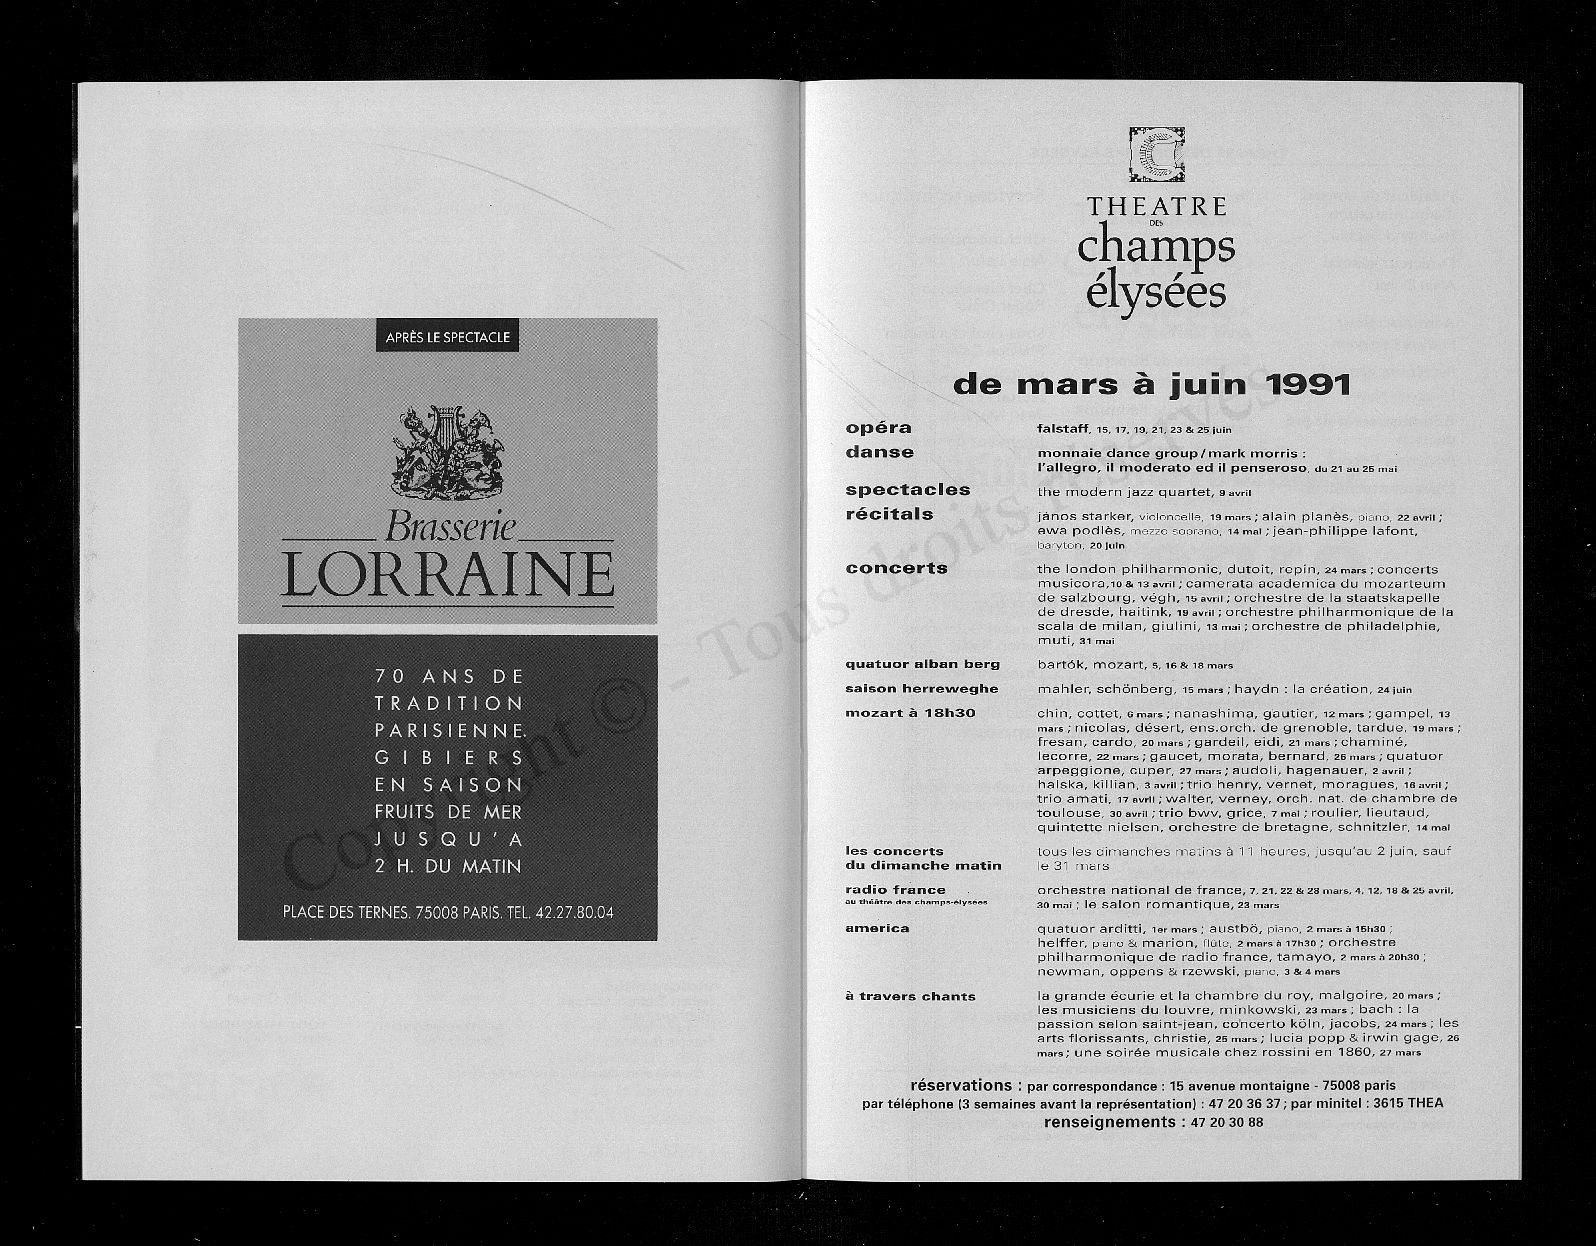 APRÈS LE SPECTACLE
Brasserie
LORRAINE
70 ANS DE
TRADITION
PARISIENNE.
GIBIERS
EN SAISON
FRUITS DE MER
JUSQU'A
2 H. DU MATIN
PLACE DES TERNES. 75008 PARIS. TEL. 42.27.80.04
THEATRE
DES
champs
élysées
de mars à juin 1991
opéra falstaff, 15, 17, 19, 21, 23 & 25 juin
danse monnaie dance group/mark morris :
l'allegro, il moderato ed il penseroso, du 21 au 25 mai
spectacles the modern jazz quartet, 9 avril
récitals jános starker, violoncelle, 19 mars ; alain planès, piano, 22 avril ;
ewa podlès, mezzo soprano, 14 mai ; jean-philippe lafont,
baryton, 20 juin
concerts the london philharmonic, dutoit, repin, 24 mars ; concerts
musicora, 10 & 13 avril ; camerata academica du mozarteum
de salzbourg, végh, 15 avril ; orchestre de la staatskapelle
de dresde, haitink, 19 avril ; orchestre philharmonique de la
scala de milan, giulini, 13 mai ; orchestre de philadelphie,
muti, 31 mai
quatuor alban berg bartók, mozart, 5, 16 & 18 mars
saison herreweghe mahler, schönberg, 15 mars ; haydn : la création, 24 juin
mozart à 18h30 chin, cottet, 6 mars ; nanashima, gautier, 12 mars ; gampel, 13
mars ; nicolas, désert, ens.orch. de grenoble, tardue, 19 mars ;
fresan, cardo, 20 mars ; gardeil, eidi, 21 mars ; chaminé,
lecorre, 22 mars ; gaucet, morata, bernard, 26 mars ; quatuor
arpeggione, cuper, 27 mars ; audoli, hagenauer, 2 avril ;
halska, killian, 3 avril ; trio henry, vernet, moragues, 16 avril ;
trio amati, 17 avril ; walter, verney, orch. nat. de chambre de
toulouse, 30 avril ; trio bwv, grice, 7 mai ; roulier, lieutaud,
quintette nielsen, orchestre de bretagne, schnitzler, 14 mai
les concerts tous les dimanches matins à 11 heures, jusqu'au 2 juin, sauf
du dimanche matin le 31 mars
radio france orchestre national de france, 7, 21, 22 & 28 mars, 4, 12, 18 & 25 avril,
au théâtre des champs-élysées 30 mai ; le salon romantique, 23 mars
america quatuor arditti, 1er mars ; austbö, piano, 2 mars à 15h30 ;
helffer, piano & marion, flûte, 2 mars à 17h30 ; orchestre
philharmonique de radio france, tamayo, 2 mars à 20h30 ;
newman, oppens & rzewski, piano, 3 & 4 mars
à travers chants la grande écurie et la chambre du roy, malgoire, 20 mars ;
les musiciens du louvre, minkowski, 23 mars ; bach : la
passion selon saint-jean, concerto köln, jacobs, 24 mars ; les
arts florissants, christie, 25 mars ; lucia popp & irwin gage, 26
mars ; une soirée musicale chez rossini en 1860, 27 mars
réservations : par correspondance : 15 avenue montaigne - 75008 paris
par téléphone (3 semaines avant la représentation) : 47 20 36 37 ; par minitel : 3615 THEA
renseignements : 47 20 30 88
Copyright © - Tous droits réservés